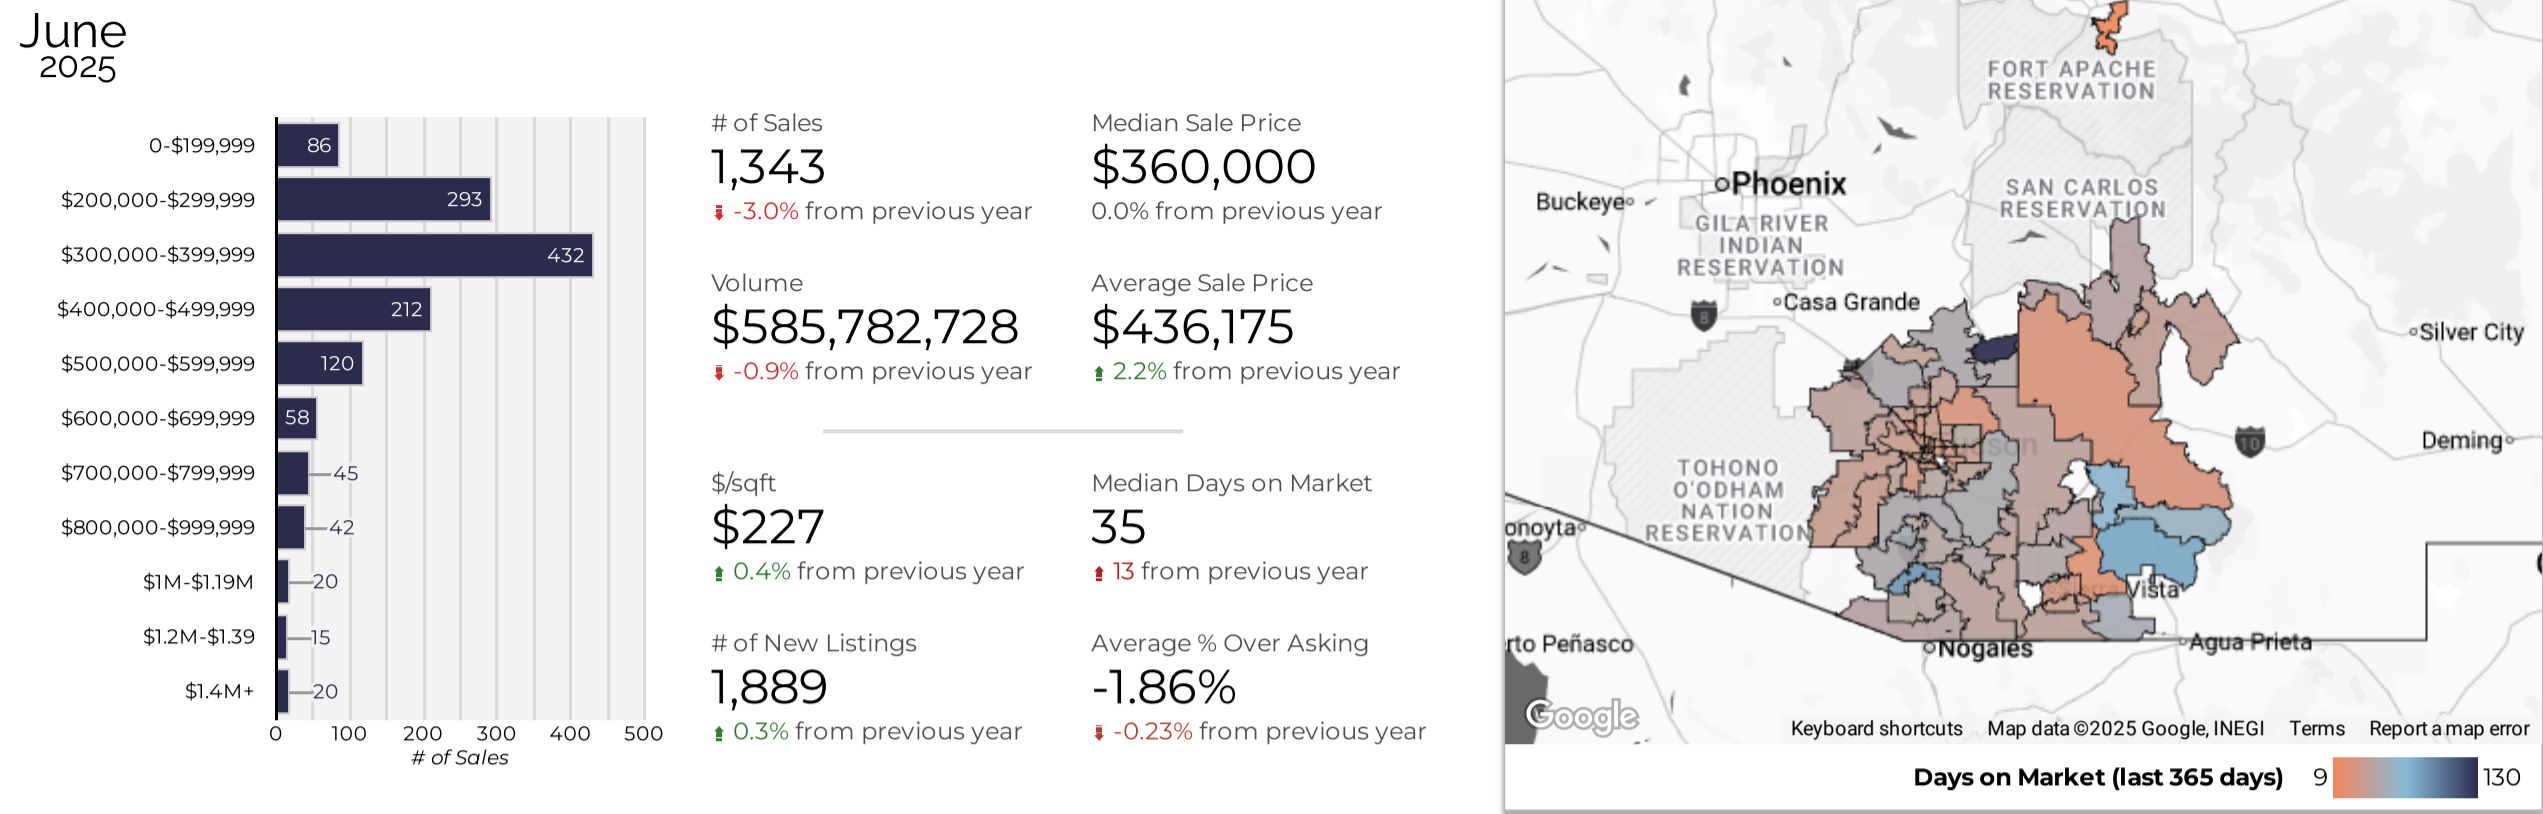 June
2025
0-$199,999
86
$200,000-$299,999
293
$300,000-$399,999
432
$400,000-$499,999
212
$500,000-$599,999
120
$600,000-$699,999
58
$700,000-$799,999
45
$800,000-$999,999
42
$1M-$1.19M
20
$1.2M-$1.39
15
$1.4M+
20
0 100 200 300 400 500
# of Sales
# of Sales
1,343
-3.0% from previous year
Median Sale Price
$360,000
0.0% from previous year
Volume
$585,782,728
-0.9% from previous year
Average Sale Price
$436,175
2.2% from previous year
$/sqft
$227
0.4% from previous year
Median Days on Market
35
13 from previous year
# of New Listings
1,889
0.3% from previous year
Average % Over Asking
-1.86%
-0.23% from previous year
FORT APACHE
RESERVATION
Phoenix
Buckeye
SAN CARLOS
RESERVATION
GILA RIVER
INDIAN
RESERVATION
8
Casa Grande
Silver City
10
Deming
TOHONO
O'ODHAM
NATION
RESERVATION
onoyta
8
Vista
rto Peñasco
Nogales
Agua Prieta
Google
Keyboard shortcuts Map data ©2025 Google, INEGI Terms Report a map error
Days on Market (last 365 days) 9 130